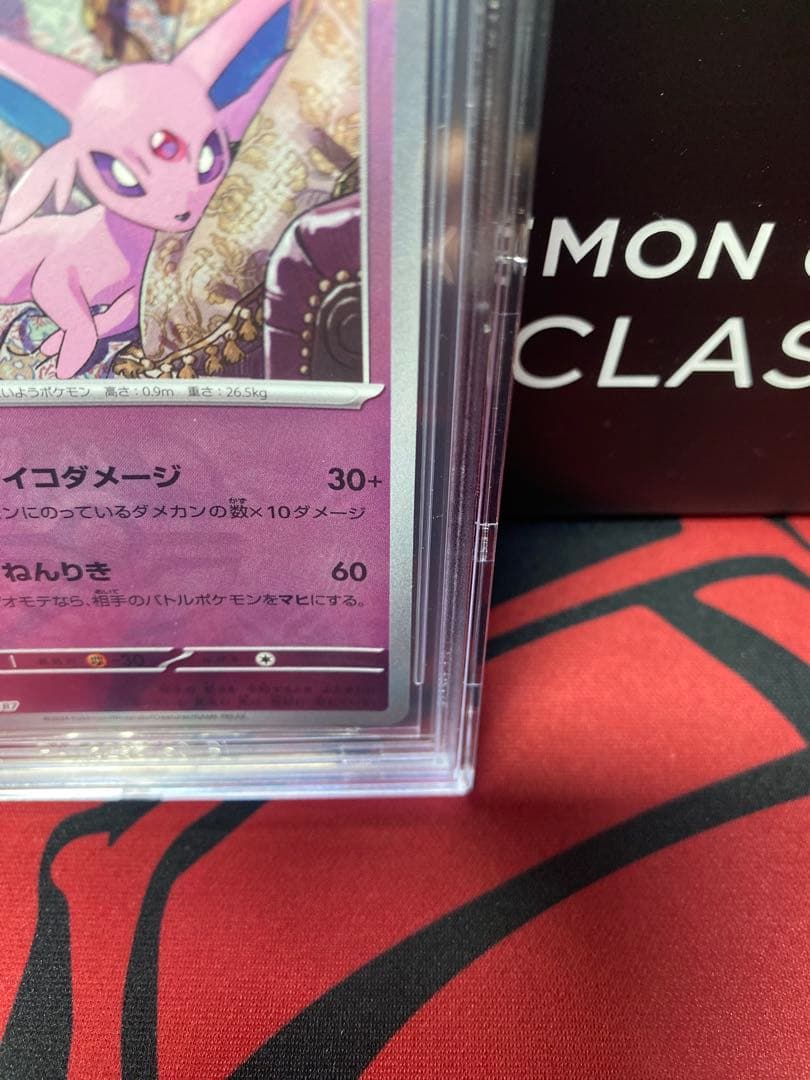 MON
CLAS
いようポケモン 高さ:0.9m 重さ:26.5kg
イコダメージ 30+
ンにのっているダメカンの数×10ダメージ
ねんりき 60
オモテなら、相手のバトルポケモンをマヒにする。
30